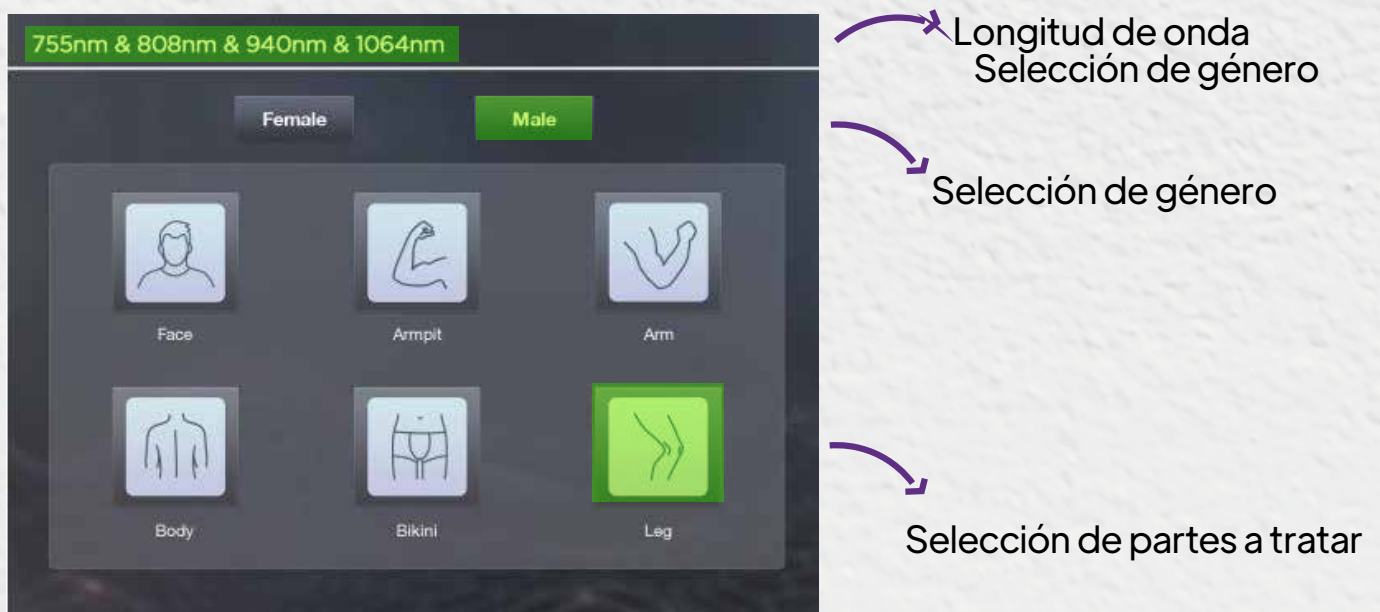 755nm & 808nm & 940nm & 1064nm
Longitud de onda
Selección de género
Female
Male
Selección de género
Face
Armpit
Arm
Body
Bikini
Leg
Selección de partes a tratar